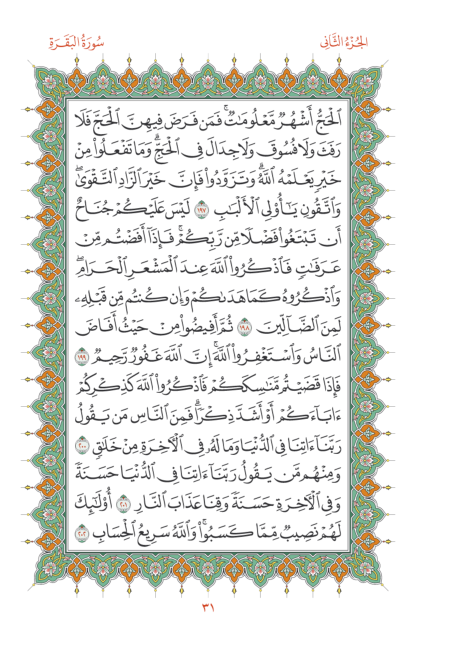 الجُزْءُ الثَّانِي
سُورَةُ البَقَرَةِ
ٱلۡحَجُّ أَشۡهُرٞ مَّعۡلُومَٰتٞۚ فَمَن فَرَضَ فِيهِنَّ ٱلۡحَجَّ فَلَا
رَفَثَ وَلَا فُسُوقَ وَلَا جِدَالَ فِي ٱلۡحَجِّۗ وَمَا تَفۡعَلُواْ مِنۡ
خَيۡرٖ يَعۡلَمۡهُ ٱللَّهُۗ وَتَزَوَّدُواْ فَإِنَّ خَيۡرَ ٱلزَّادِ ٱلتَّقۡوَىٰۖ
وَٱتَّقُونِ يَٰٓأُوْلِي ٱلۡأَلۡبَٰبِ ١٩٧ لَيۡسَ عَلَيۡكُمۡ جُنَاحٌ
أَن تَبۡتَغُواْ فَضۡلٗا مِّن رَّبِّكُمۡۚ فَإِذَآ أَفَضۡتُم مِّنۡ
عَرَفَٰتٖ فَٱذۡكُرُواْ ٱللَّهَ عِندَ ٱلۡمَشۡعَرِ ٱلۡحَرَامِۖ
وَٱذۡكُرُوهُ كَمَا هَدَىٰكُمۡ وَإِن كُنتُم مِّن قَبۡلِهِۦ
لَمِنَ ٱلضَّآلِّينَ ١٩٨ ثُمَّ أَفِيضُواْ مِنۡ حَيۡثُ أَفَاضَ
ٱلنَّاسُ وَٱسۡتَغۡفِرُواْ ٱللَّهَۚ إِنَّ ٱللَّهَ غَفُورٞ رَّحِيمٞ ١٩٩
فَإِذَا قَضَيۡتُم مَّنَٰسِكَكُمۡ فَٱذۡكُرُواْ ٱللَّهَ كَذِكۡرِكُمۡ
ءَابَآءَكُمۡ أَوۡ أَشَدَّ ذِكۡرٗاۗ فَمِنَ ٱلنَّاسِ مَن يَقُولُ
رَبَّنَآ ءَاتِنَا فِي ٱلدُّنۡيَا وَمَا لَهُۥ فِي ٱلۡأٓخِرَةِ مِنۡ خَلَٰقٖ ٢٠٠
وَمِنۡهُم مَّن يَقُولُ رَبَّنَآ ءَاتِنَا فِي ٱلدُّنۡيَا حَسَنَةٗ
وَفِي ٱلۡأٓخِرَةِ حَسَنَةٗ وَقِنَا عَذَابَ ٱلنَّارِ ٢٠١ أُوْلَٰٓئِكَ
لَهُمۡ نَصِيبٞ مِّمَّا كَسَبُواْۚ وَٱللَّهُ سَرِيعُ ٱلۡحِسَابِ ٢٠٢
٣١